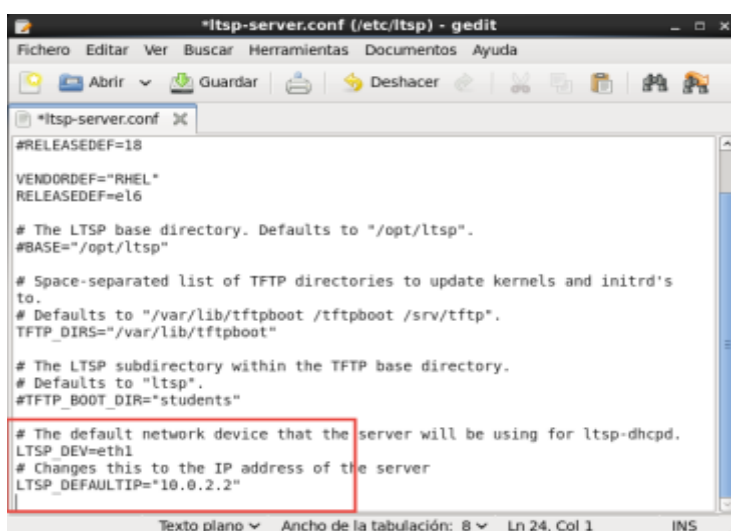 *ltsp-server.conf (/etc/ltsp) - gedit
Fichero Editar Ver Buscar Herramientas Documentos Ayuda
Abrir Guardar Deshacer
*ltsp-server.conf
#RELEASEDEF=18
VENDORDEF="RHEL"
RELEASEDEF=el6
# The LTSP base directory. Defaults to "/opt/ltsp".
#BASE="/opt/ltsp"
# Space-separated list of TFTP directories to update kernels and initrd's
to.
# Defaults to "/var/lib/tftpboot /tftpboot /srv/tftp".
TFTP_DIRS="/var/lib/tftpboot"
# The LTSP subdirectory within the TFTP base directory.
# Defaults to "ltsp".
#TFTP_BOOT_DIR="students"
# The default network device that the server will be using for ltsp-dhcpd.
LTSP_DEV=eth1
# Changes this to the IP address of the server
LTSP_DEFAULTIP="10.0.2.2"
Texto plano Ancho de la tabulación: 8 Ln 24, Col 1 INS